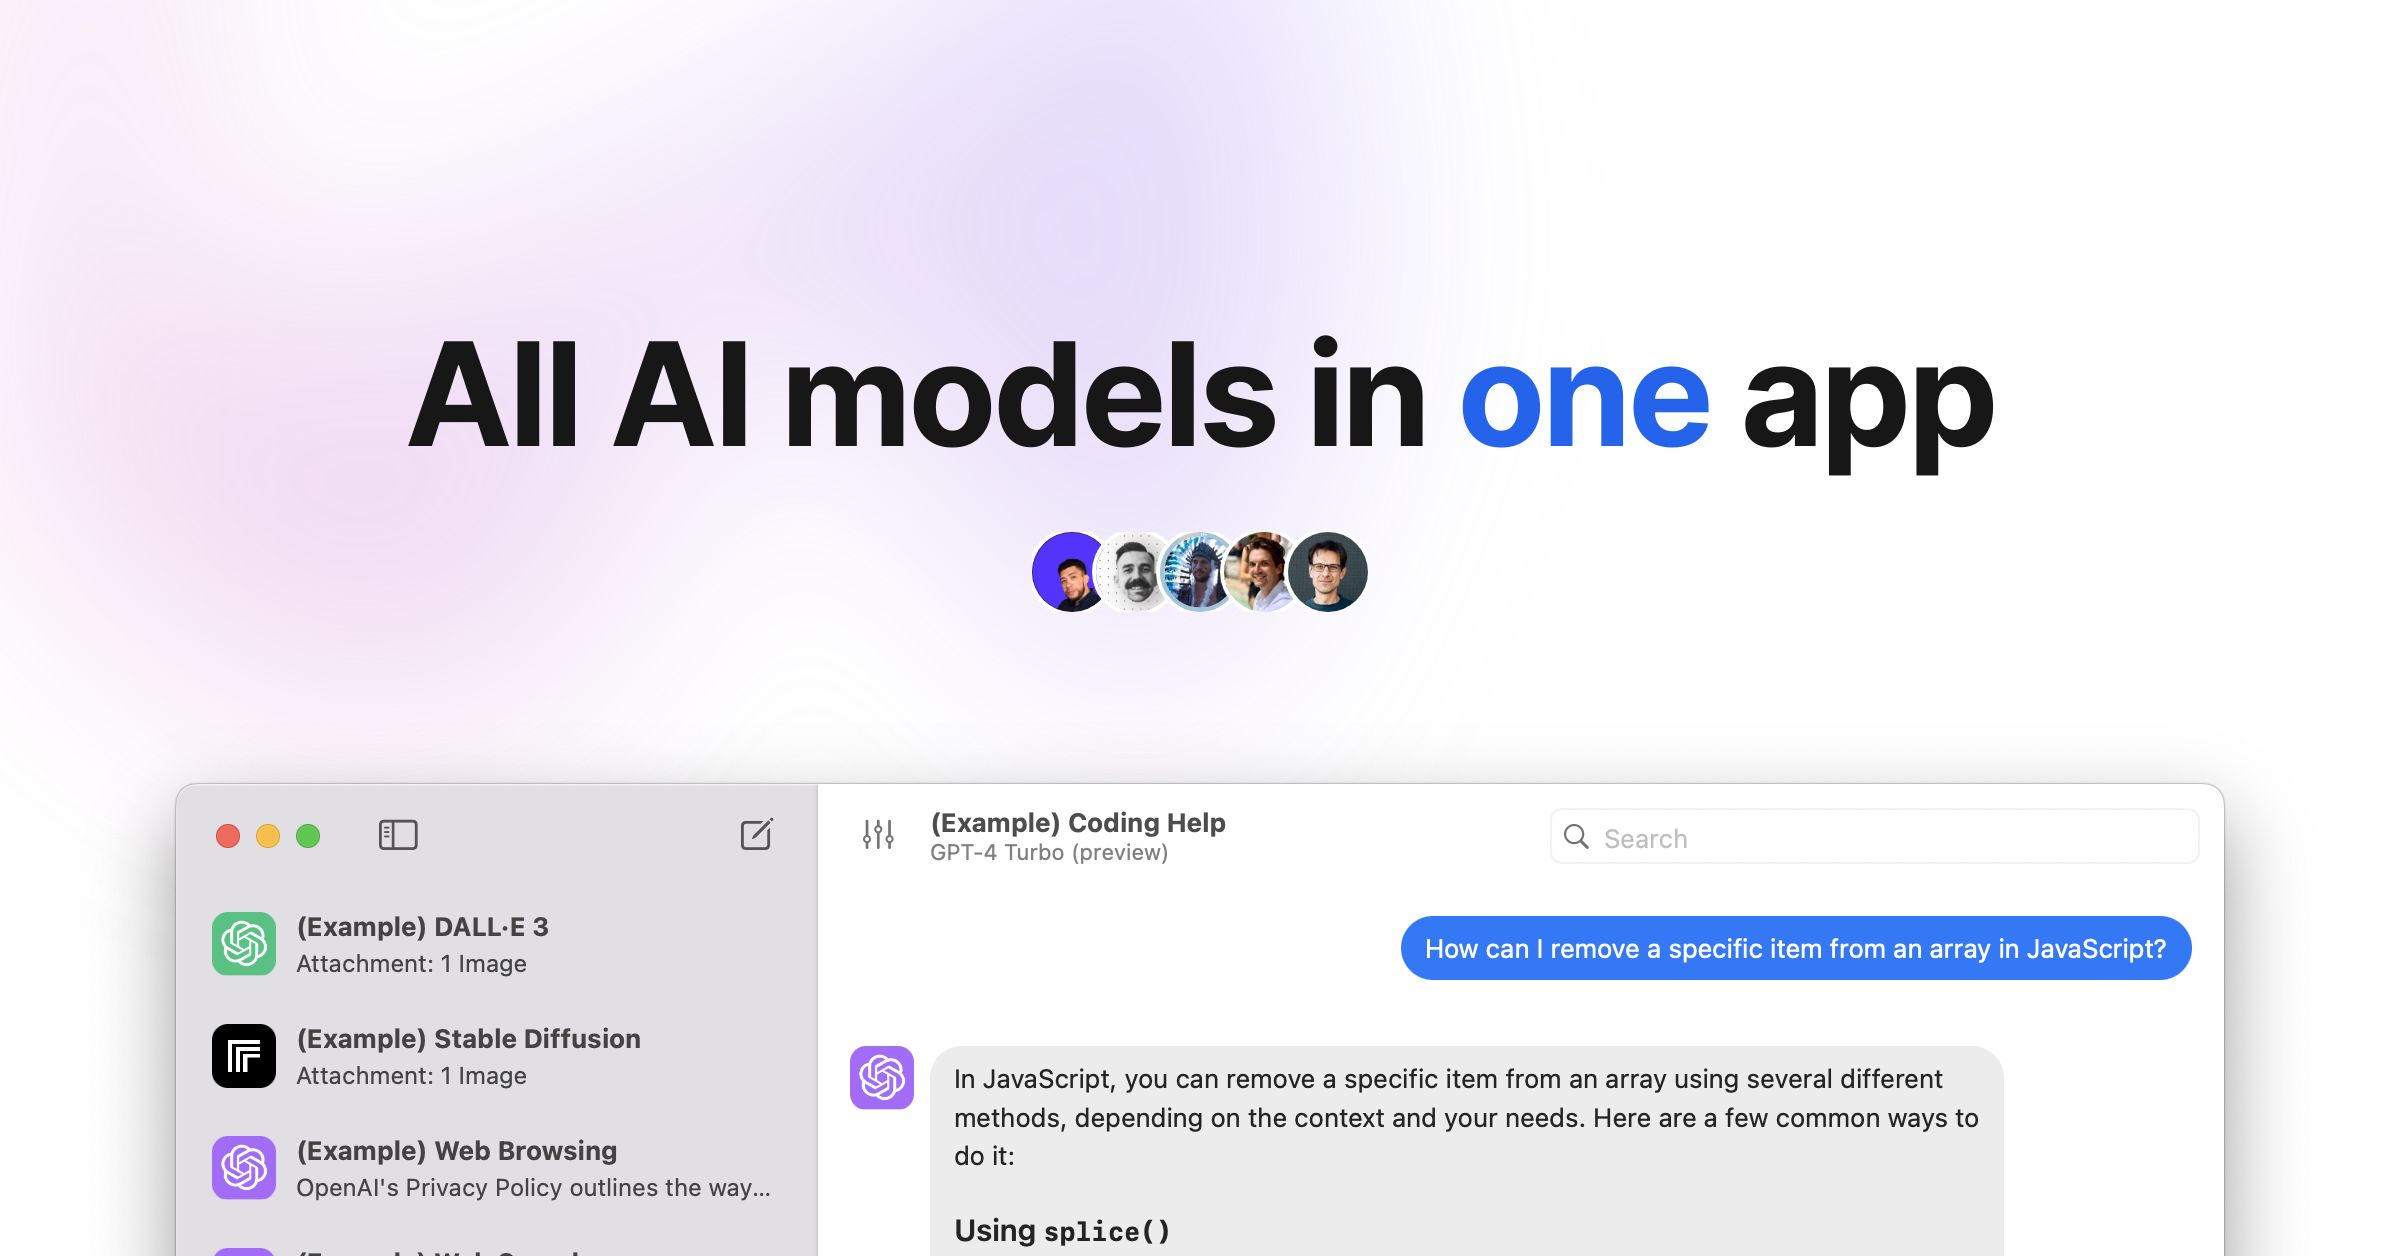 All AI models in one app
(Example) Coding Help
GPT-4 Turbo (preview)
Search
(Example) DALL·E 3
Attachment: 1 Image
(Example) Stable Diffusion
Attachment: 1 Image
(Example) Web Browsing
OpenAI's Privacy Policy outlines the way...
How can I remove a specific item from an array in JavaScript?
In JavaScript, you can remove a specific item from an array using several different
methods, depending on the context and your needs. Here are a few common ways to
do it:
Using splice()